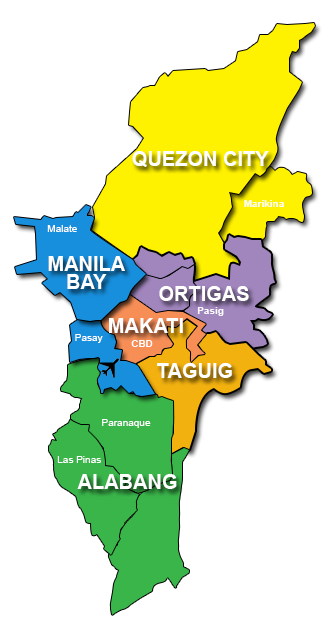 QUEZON CITY
Marikina
Malate
MANILA
BAY
ORTIGAS
Pasig
MAKATI
CBD
Pasay
TAGUIG
Paranaque
Las Pinas
ALABANG